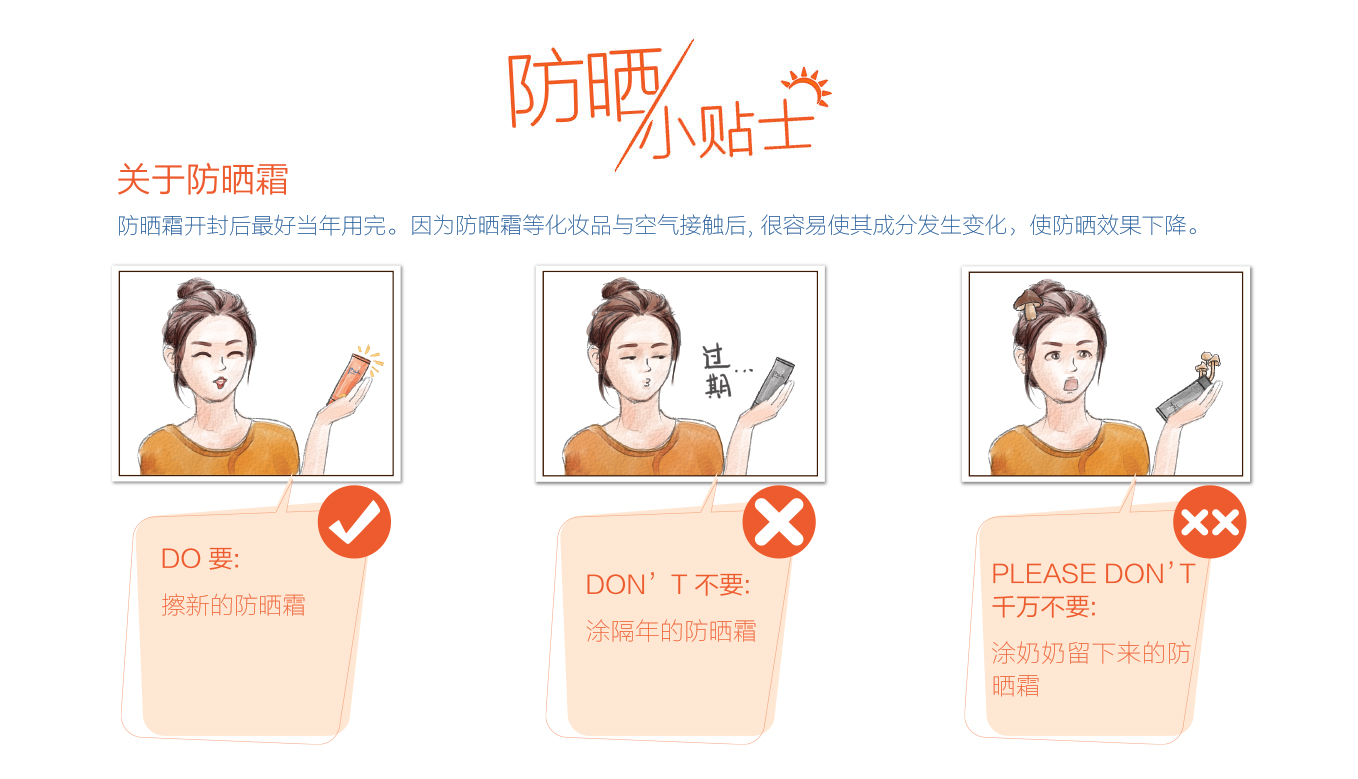 防晒
小贴士
关于防晒霜
防晒霜开封后最好当年用完。因为防晒霜等化妆品与空气接触后, 很容易使其成分发生变化，使防晒效果下降。
过
期...
DO 要:
擦新的防晒霜
DON’T 不要:
涂隔年的防晒霜
PLEASE DON’T
千万不要:
涂奶奶留下来的防
晒霜